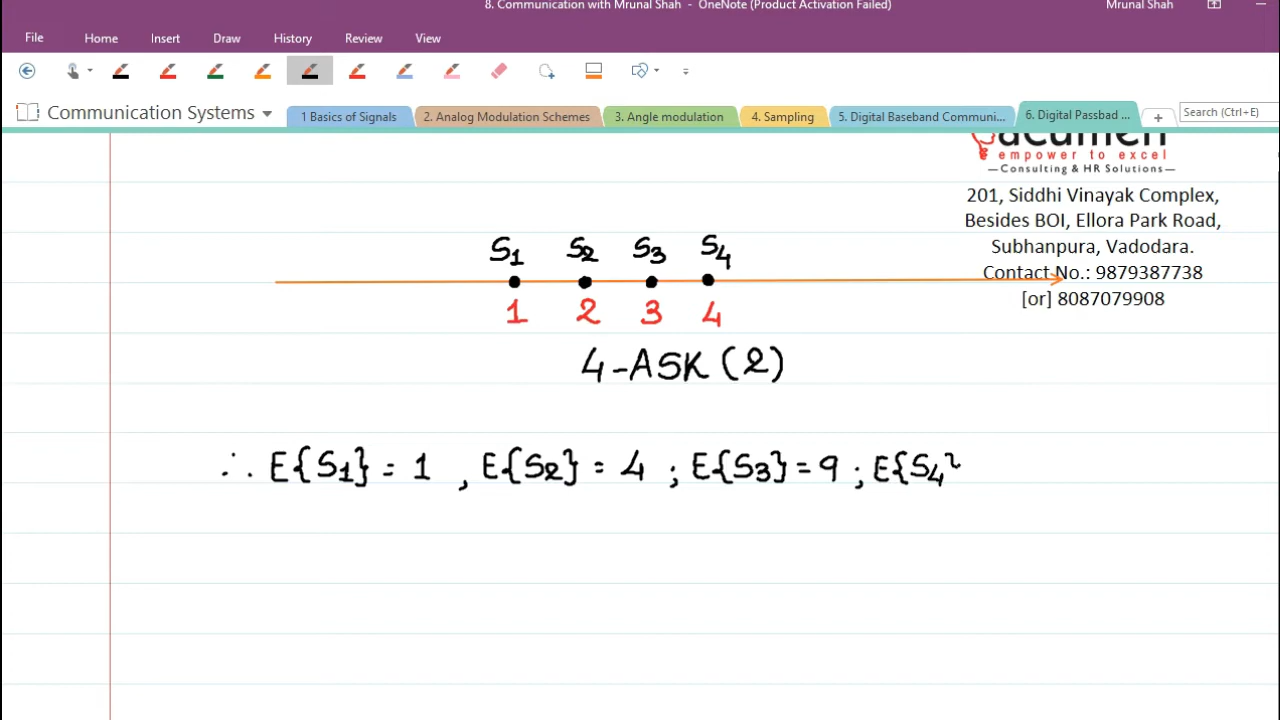 8. Communication with Mrunal Shah - OneNote (Product Activation Failed) Mrunal Shah
File Home Insert Draw History Review View
Communication Systems 1 Basics of Signals 2. Analog Modulation Schemes 3. Angle modulation 4. Sampling 5. Digital Baseband Communi... 6. Digital Passbad ... Search (Ctrl+E)
acumen
empower to excel
—Consulting & HR Solutions—
201, Siddhi Vinayak Complex,
Besides BOI, Ellora Park Road,
Subhanpura, Vadodara.
Contact No.: 9879387738
[or] 8087079908
S1 S2 S3 S4
1 2 3 4
4-ASK (2)
∴ E{S1} = 1 , E{S2} = 4 ; E{S3} = 9 ; E{S4}